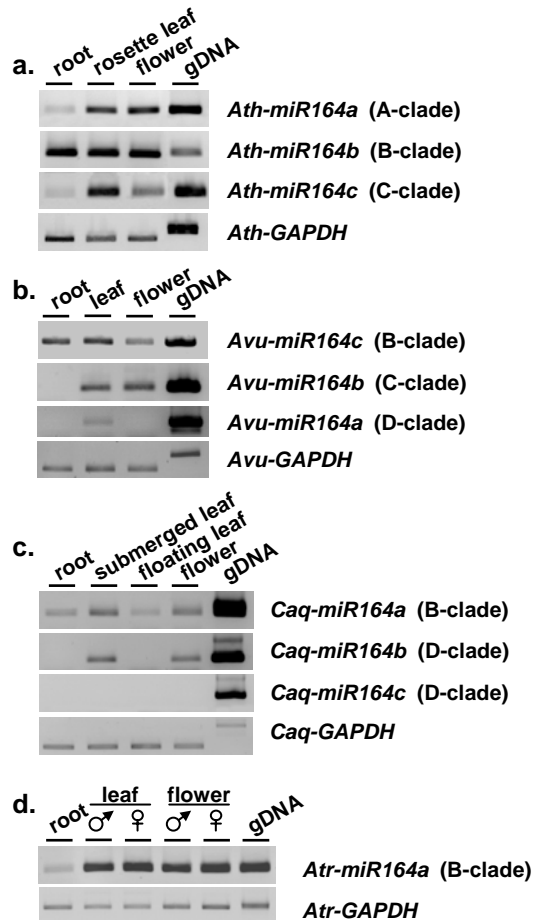 a.
root rosette leaf flower gDNA
Ath-miR164a (A-clade)
Ath-miR164b (B-clade)
Ath-miR164c (C-clade)
Ath-GAPDH
b.
root leaf flower gDNA
Avu-miR164c (B-clade)
Avu-miR164b (C-clade)
Avu-miR164a (D-clade)
Avu-GAPDH
c.
root submerged leaf floating leaf flower gDNA
Caq-miR164a (B-clade)
Caq-miR164b (D-clade)
Caq-miR164c (D-clade)
Caq-GAPDH
d.
leaf flower
root ♂ ♀ ♂ ♀ gDNA
Atr-miR164a (B-clade)
Atr-GAPDH